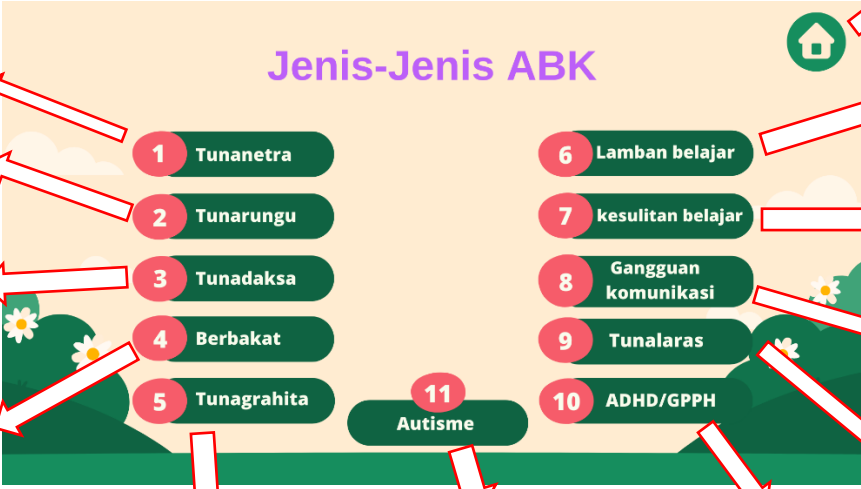 Jenis-Jenis ABK
1 Tunanetra
2 Tunarungu
3 Tunadaksa
4 Berbakat
5 Tunagrahita
6 Lamban belajar
7 kesulitan belajar
8 Gangguan
komunikasi
9 Tunalaras
10 ADHD/GPPH
11
Autisme